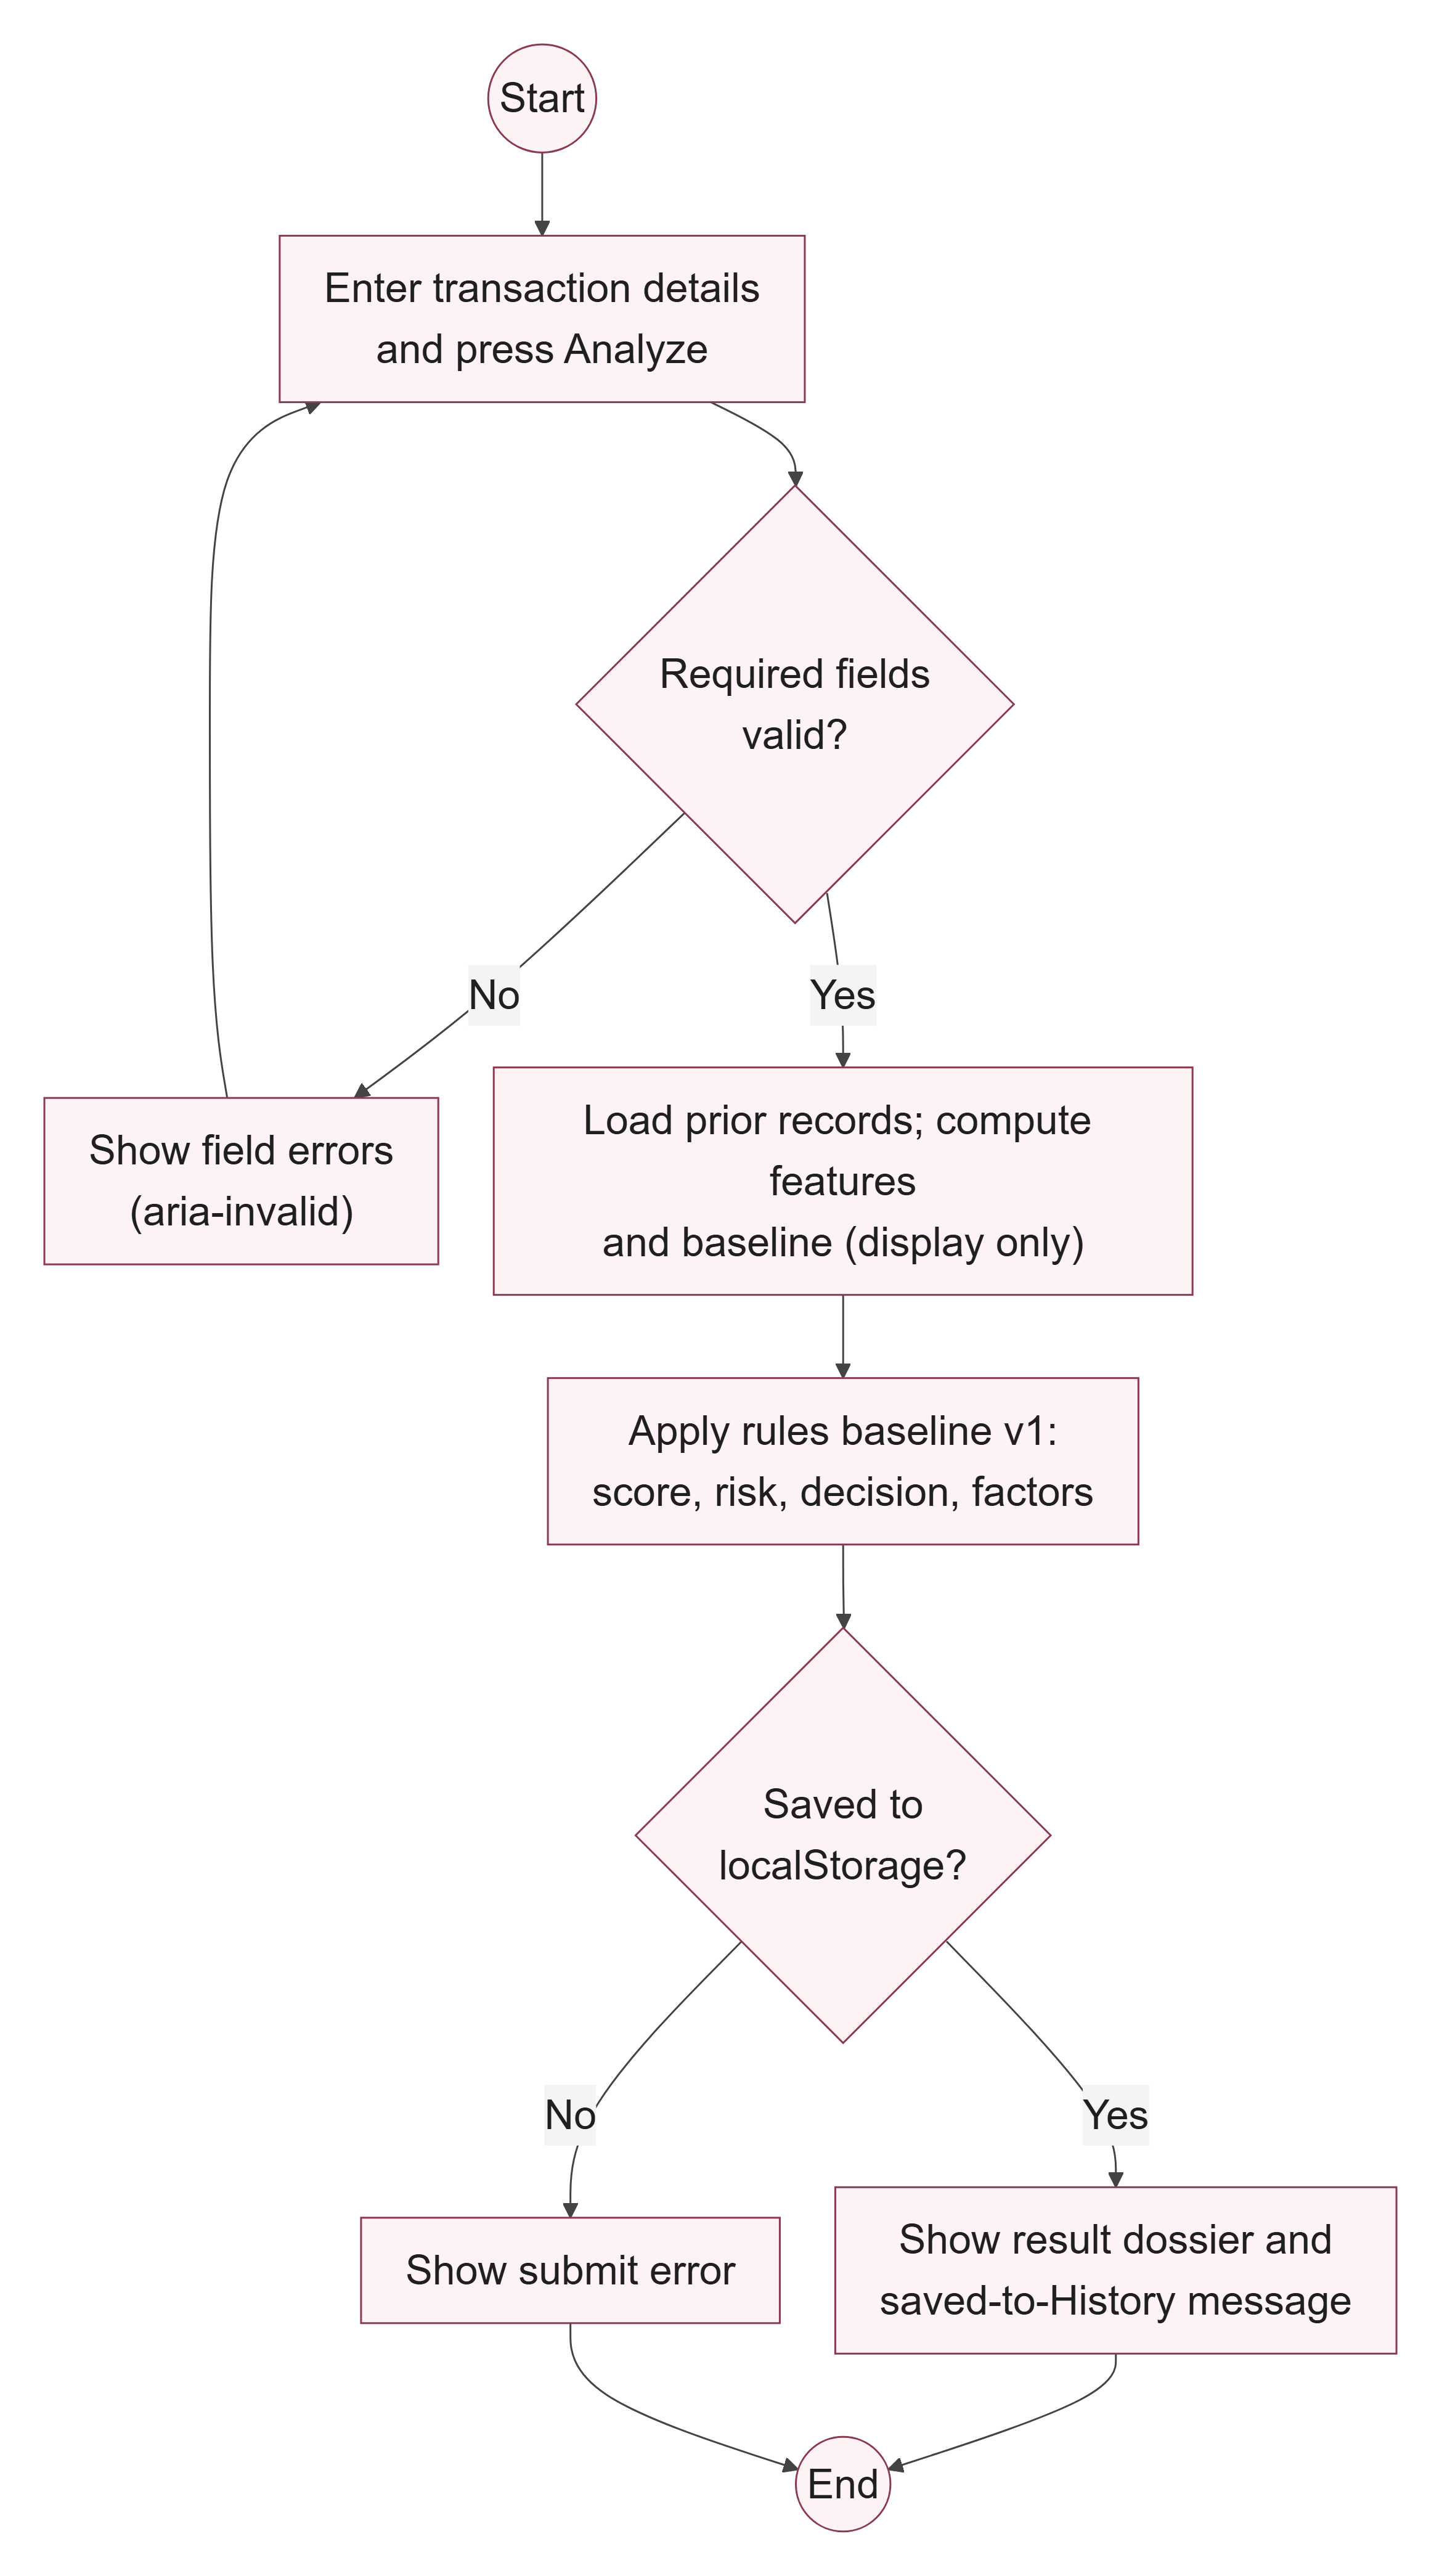 Start
Enter transaction details
and press Analyze
Required fields
valid?
No
Yes
Show field errors
(aria-invalid)
Load prior records; compute
features
and baseline (display only)
Apply rules baseline v1:
score, risk, decision, factors
Saved to
localStorage?
No
Yes
Show submit error
Show result dossier and
saved-to-History message
End